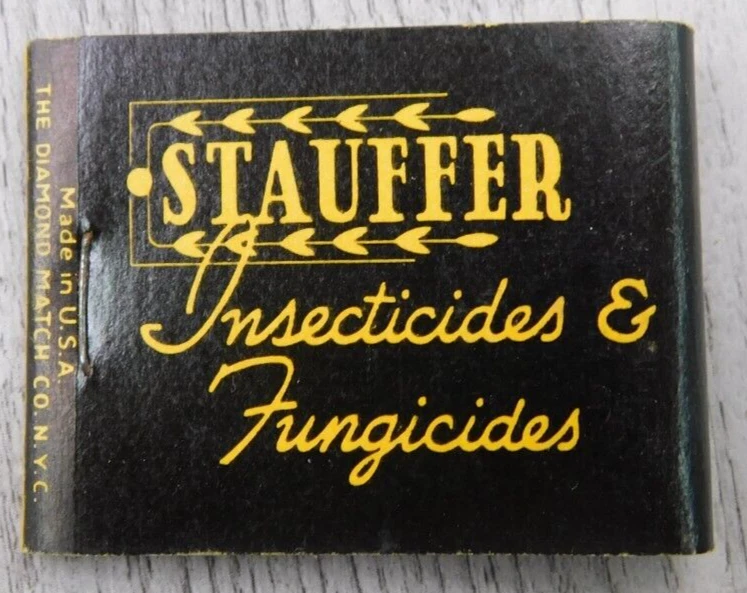 STAUFFER
Insecticides &
Fungicides
Made in U.S.A.
THE DIAMOND MATCH CO. N.Y.C.